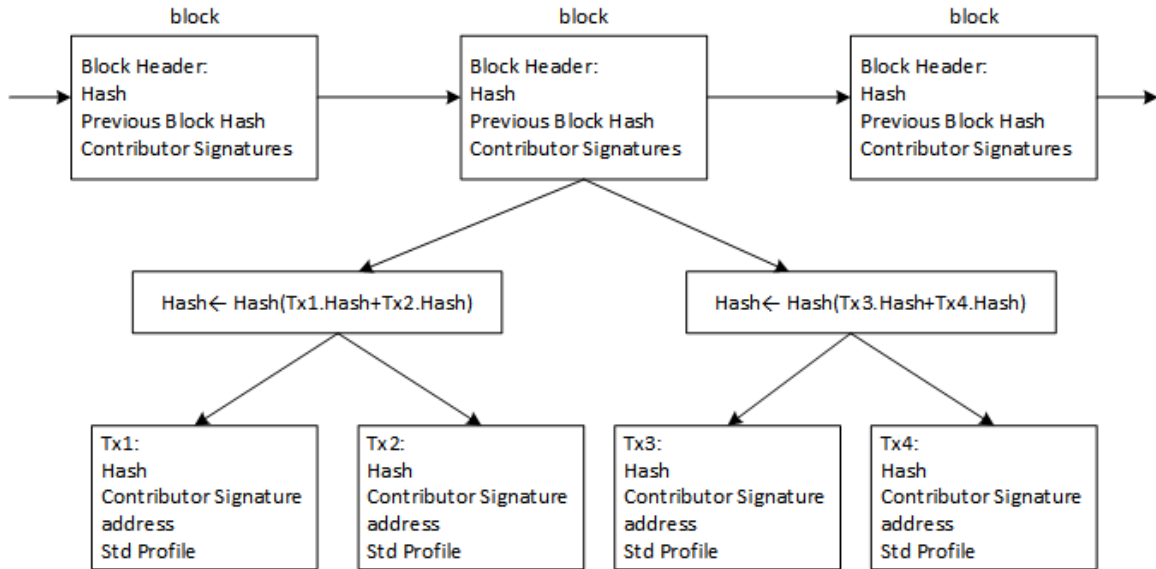 block
block
block
Block Header:
Hash
Previous Block Hash
Contributor Signatures
Block Header:
Hash
Previous Block Hash
Contributor Signatures
Block Header:
Hash
Previous Block Hash
Contributor Signatures
Hash← Hash(Tx1.Hash+Tx2.Hash)
Hash← Hash(Tx3.Hash+Tx4.Hash)
Tx1:
Hash
Contributor Signature
address
Std Profile
Tx2:
Hash
Contributor Signature
address
Std Profile
Tx3:
Hash
Contributor Signature
address
Std Profile
Tx4:
Hash
Contributor Signature
address
Std Profile